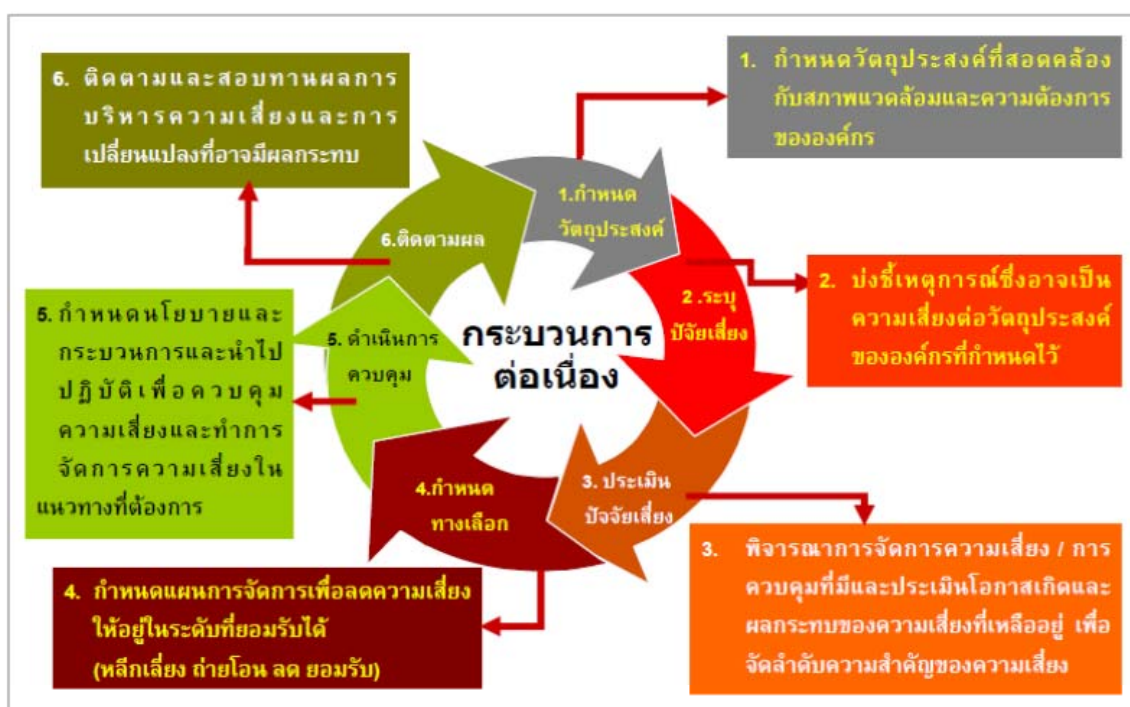 6. ติดตามและสอบทานผลการ
บริหารความเสี่ยงและการ
เปลี่ยนแปลงที่อาจมีผลกระทบ
1. กำหนดวัตถุประสงค์ที่สอดคล้อง
กับสภาพแวดล้อมและความต้องการ
ขององค์กร
1.กำหนด
วัตถุประสงค์
6.ติดตามผล
2 .ระบุ
ปัจจัยเสี่ยง
2. บ่งชี้เหตุการณ์ซึ่งอาจเป็น
ความเสี่ยงต่อวัตถุประสงค์
ขององค์กรที่กำหนดไว้
5. กำหนดนโยบายและ
กระบวนการและนำไป
ปฏิบัติเพื่อควบคุม
ความเสี่ยงและทำการ
จัดการความเสี่ยงใน
แนวทางที่ต้องการ
5. ดำเนินการ
ควบคุม
กระบวนการ
ต่อเนื่อง
4.กำหนด
ทางเลือก
3. ประเมิน
ปัจจัยเสี่ยง
4. กำหนดแผนการจัดการเพื่อลดความเสี่ยง
ให้อยู่ในระดับที่ยอมรับได้
(หลีกเลี่ยง ถ่ายโอน ลด ยอมรับ)
3. พิจารณาการจัดการความเสี่ยง / การ
ควบคุมที่มีและประเมินโอกาสเกิดและ
ผลกระทบของความเสี่ยงที่เหลืออยู่ เพื่อ
จัดลำดับความสำคัญของความเสี่ยง